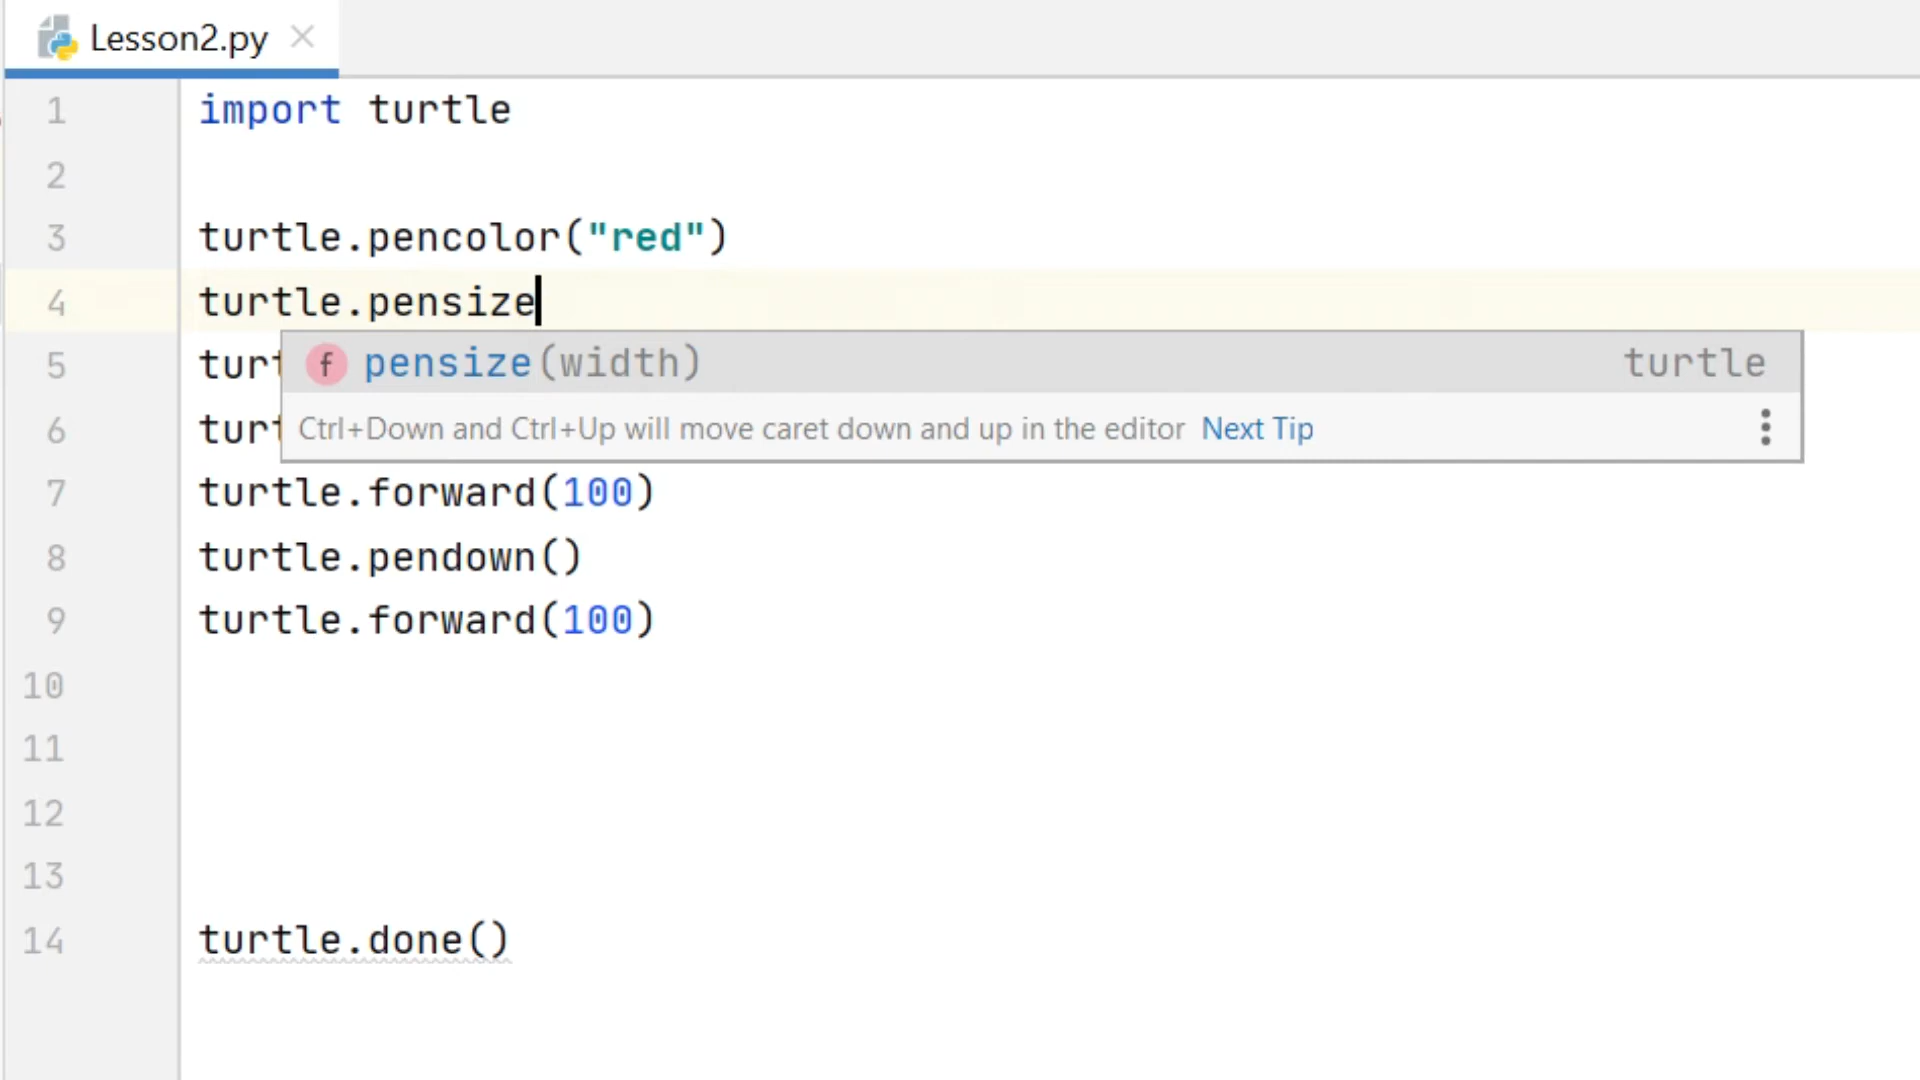 Lesson2.py
1 import turtle
2
3 turtle.pencolor("red")
4 turtle.pensize
f pensize(width) turtle
5 turt
Ctrl+Down and Ctrl+Up will move caret down and up in the editor Next Tip
6 turt
7 turtle.forward(100)
8 turtle.pendown()
9 turtle.forward(100)
10
11
12
13
14 turtle.done()